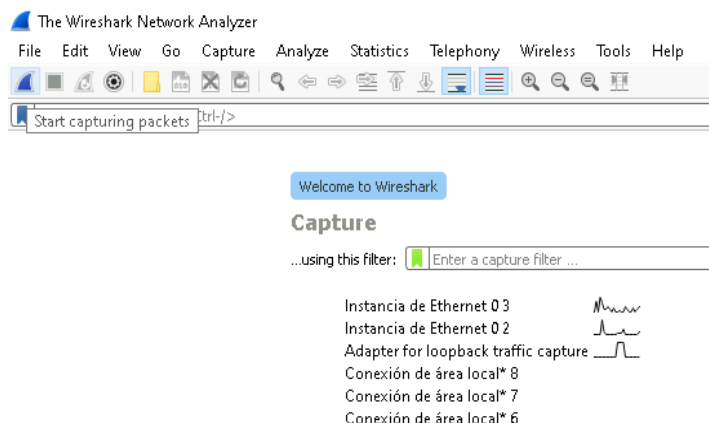 The Wireshark Network Analyzer
File Edit View Go Capture Analyze Statistics Telephony Wireless Tools Help
Start capturing packets
Ctrl-/>
Welcome to Wireshark
Capture
...using this filter: Enter a capture filter ...
Instancia de Ethernet 0 3
Instancia de Ethernet 0 2
Adapter for loopback traffic capture
Conexión de área local* 8
Conexión de área local* 7
Conexión de área local* 6